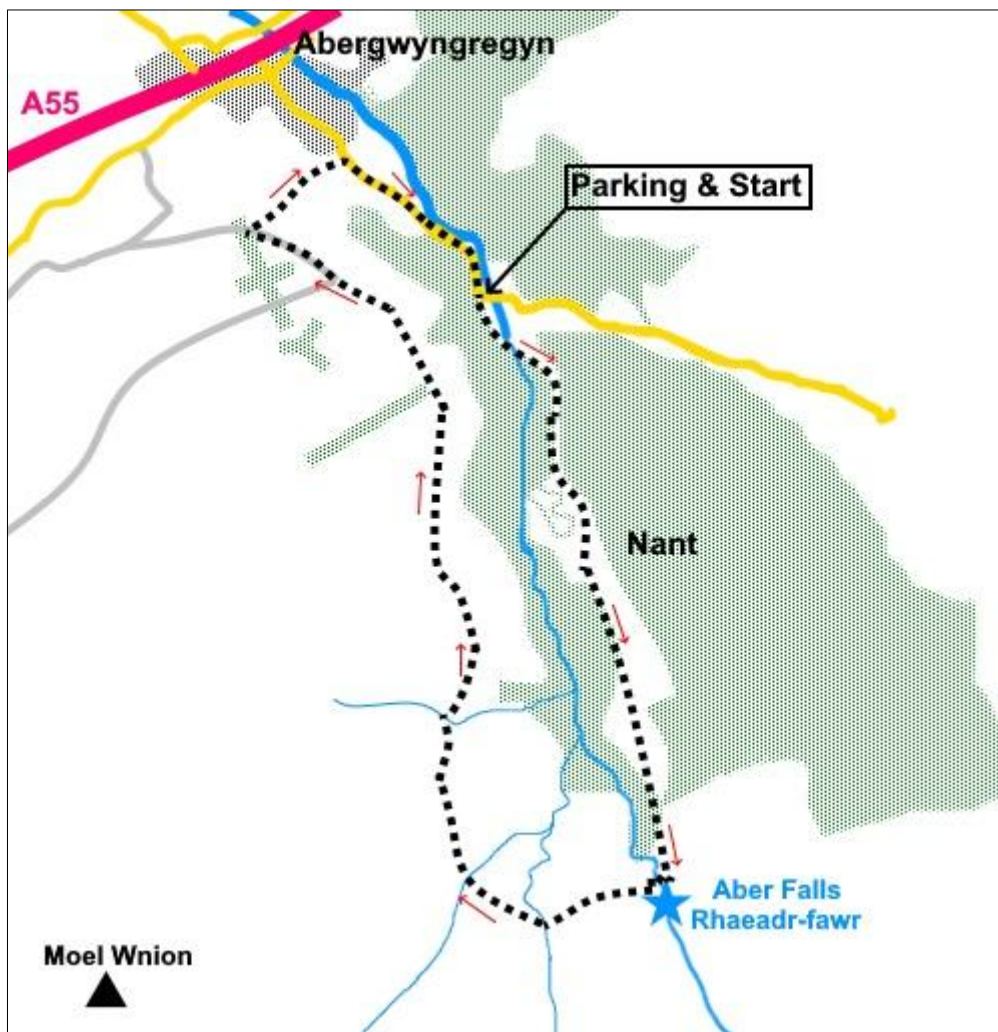 Abergwyngregyn
A55
Parking & Start
Nant
Aber Falls
Rhaeadr-fawr
Moel Wnion